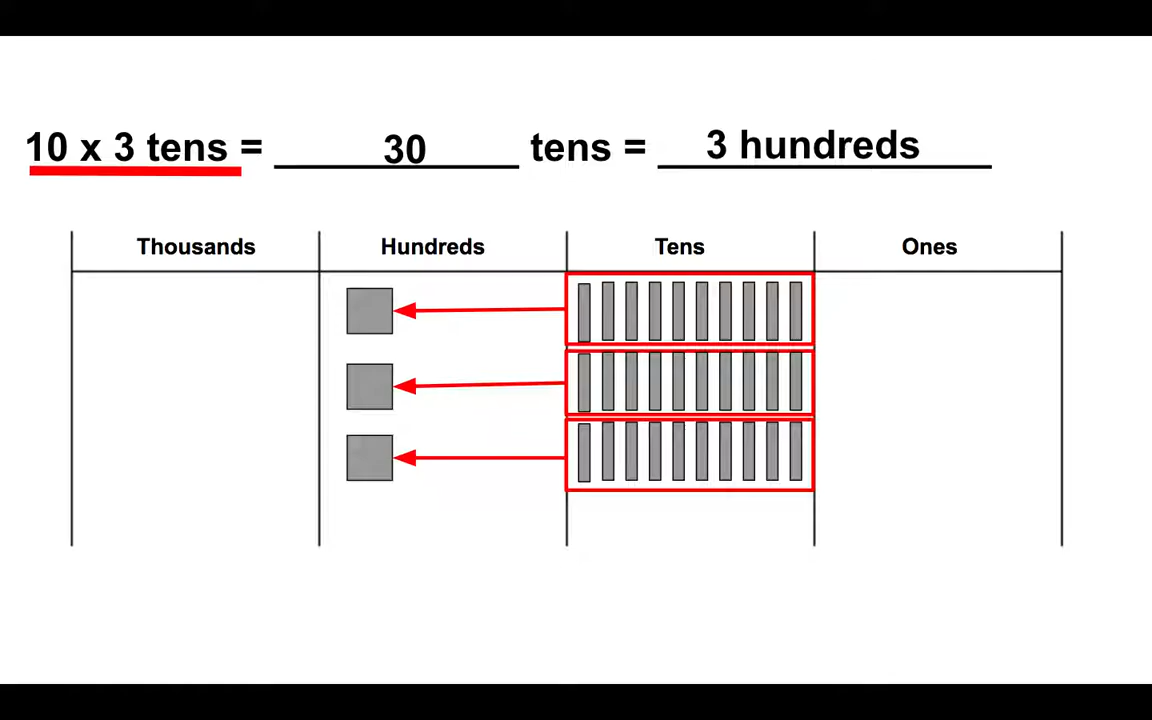 10 x 3 tens = 30 tens = 3 hundreds
Thousands Hundreds Tens Ones